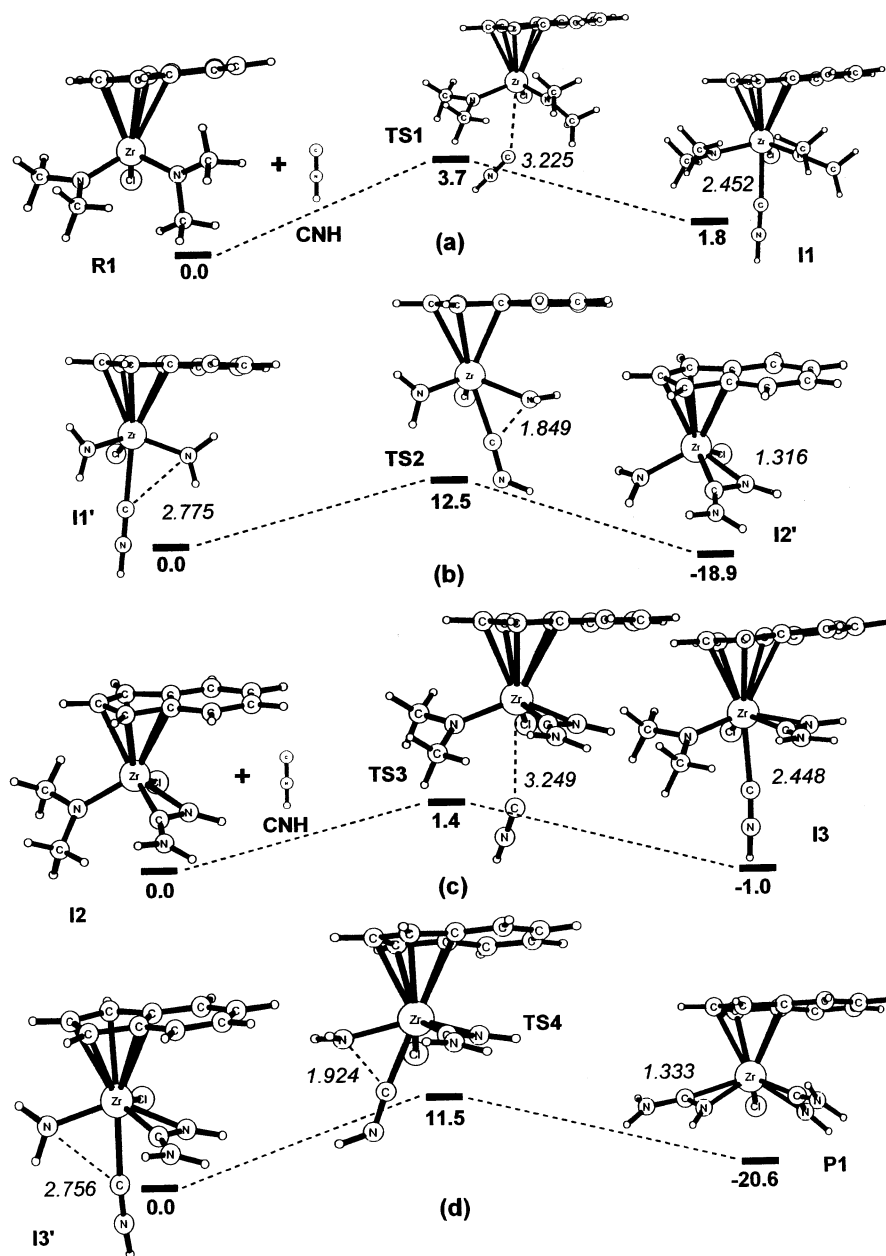 TS1
3.225
3.7
2.452
+
CNH
(a)
1.8
I1
R1
0.0
TS2
1.849
1.316
I1'
2.775
12.5
I2'
0.0
(b)
-18.9
TS3
+
3.249
2.448
CNH
1.4
I3
0.0
(c)
-1.0
I2
TS4
1.924
1.333
11.5
2.756
P1
0.0
-20.6
I3'
(d)